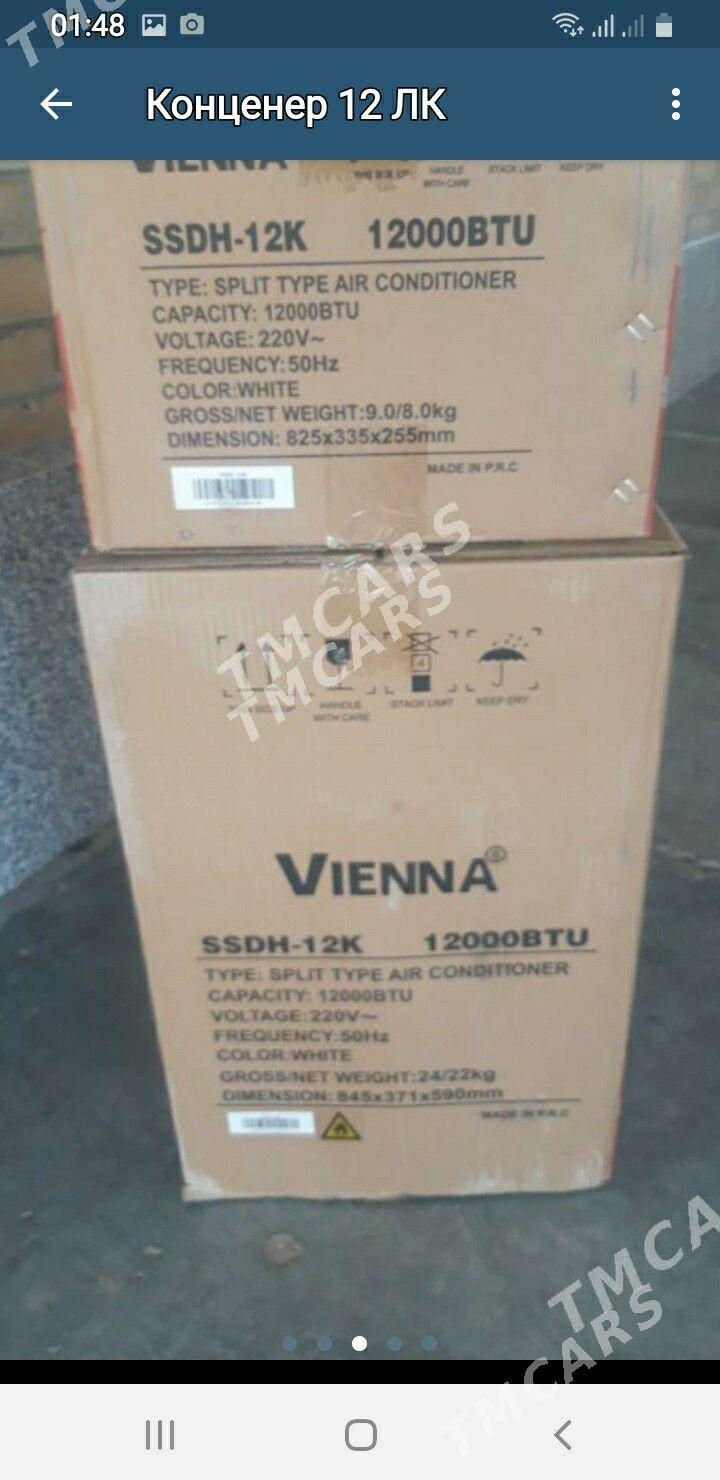 01:48
Конценер 12 ЛК
VIENNA
THIS SIDE UP HANDLE WITH CARE STACK LIMIT KEEP DRY
SSDH-12K 12000BTU
TYPE: SPLIT TYPE AIR CONDITIONER
CAPACITY: 12000BTU
VOLTAGE: 220V~
FREQUENCY:50Hz
COLOR:WHITE
GROSS/NET WEIGHT:9.0/8.0kg
DIMENSION: 825x335x255mm
MADE IN P.R.C
TMCARS
TMCARS
HANDLE WITH CARE
STACK LIMIT
KEEP DRY
4
VIENNA®
SSDH-12K 12000BTU
TYPE: SPLIT TYPE AIR CONDITIONER
CAPACITY: 12000BTU
VOLTAGE:220V~
FREQUENCY:50Hz
COLOR:WHITE
GROSS/NET WEIGHT:24/22kg
DIMENSION: 845x371x590mm
MADE IN P.R.C
TMCARS
TMCARS